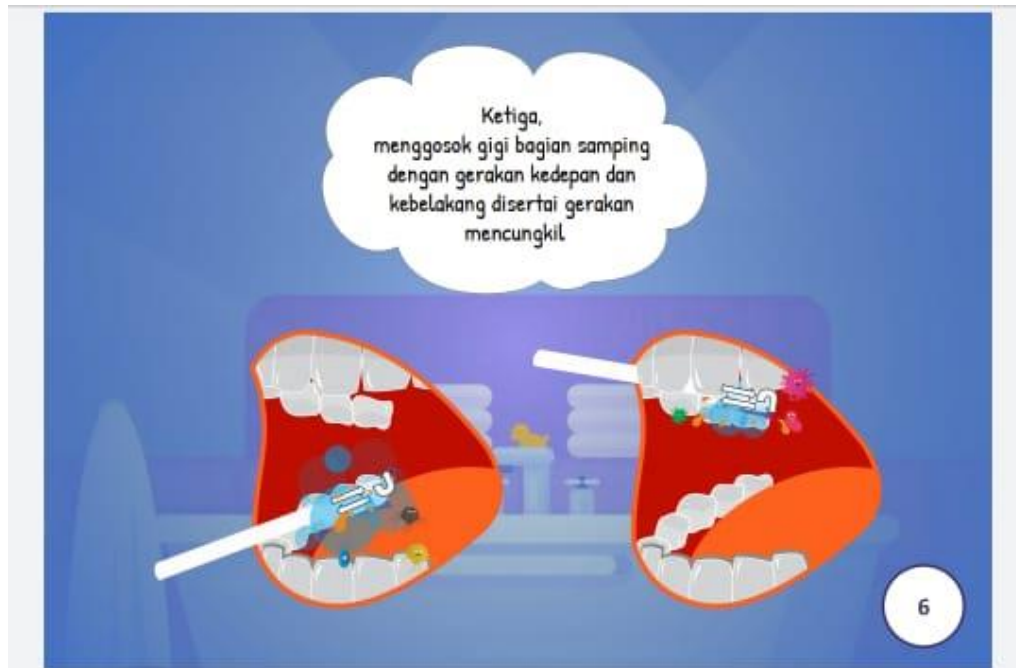 Ketiga,
menggosok gigi bagian samping
dengan gerakan kedepan dan
kebelakang disertai gerakan
mencungkil
6